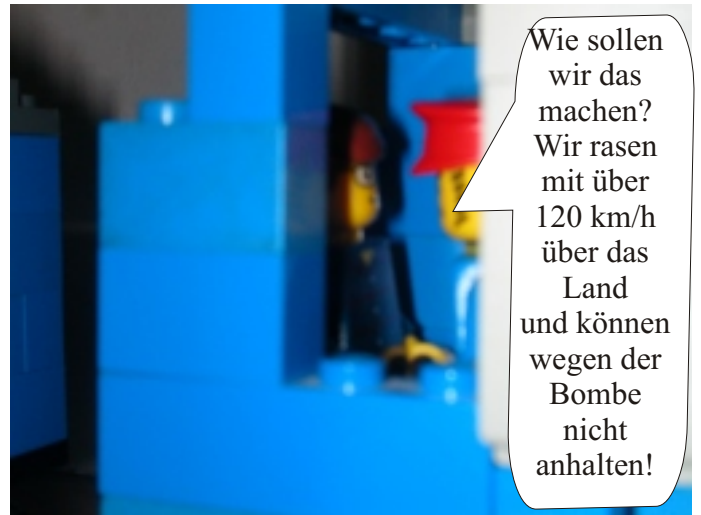 Wie sollen
wir das
machen?
Wir rasen
mit über
120 km/h
über das
Land
und können
wegen der
Bombe
nicht
anhalten!